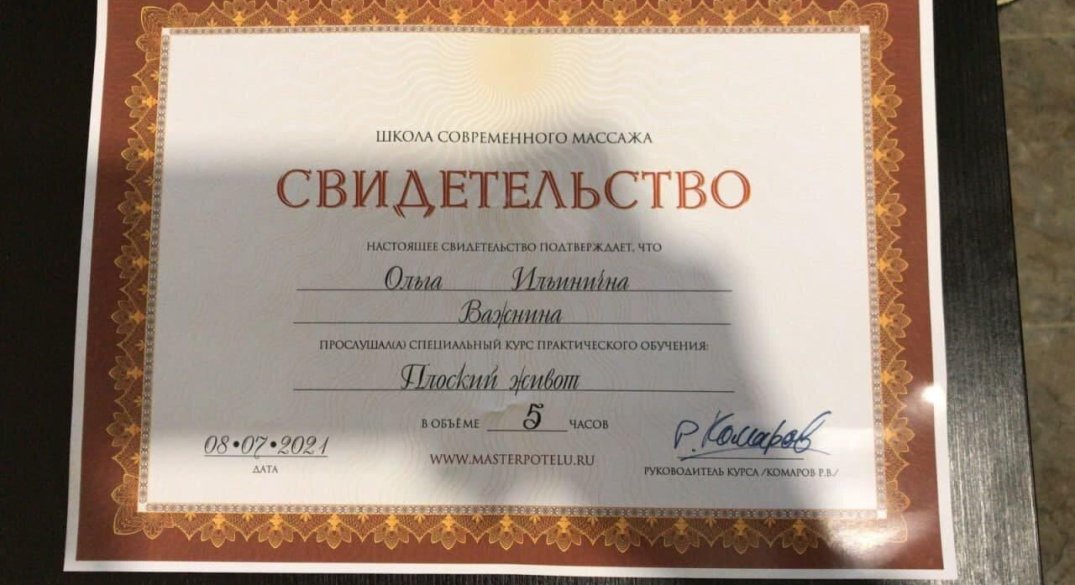 ШКОЛА СОВРЕМЕННОГО МАССАЖА
СВИДЕТЕЛЬСТВО
НАСТОЯЩЕЕ СВИДЕТЕЛЬСТВО ПОДТВЕРЖДАЕТ, ЧТО
Ольга Ильинична
Важнина
ПРОСЛУШАЛ(А) СПЕЦИАЛЬНЫЙ КУРС ПРАКТИЧЕСКОГО ОБУЧЕНИЯ:
Плоский живот
В ОБЪЁМЕ 5 ЧАСОВ
08•07•2021
ДАТА
WWW.MASTERPOTELU.RU
Р. Комаров
РУКОВОДИТЕЛЬ КУРСА /КОМАРОВ Р.В./